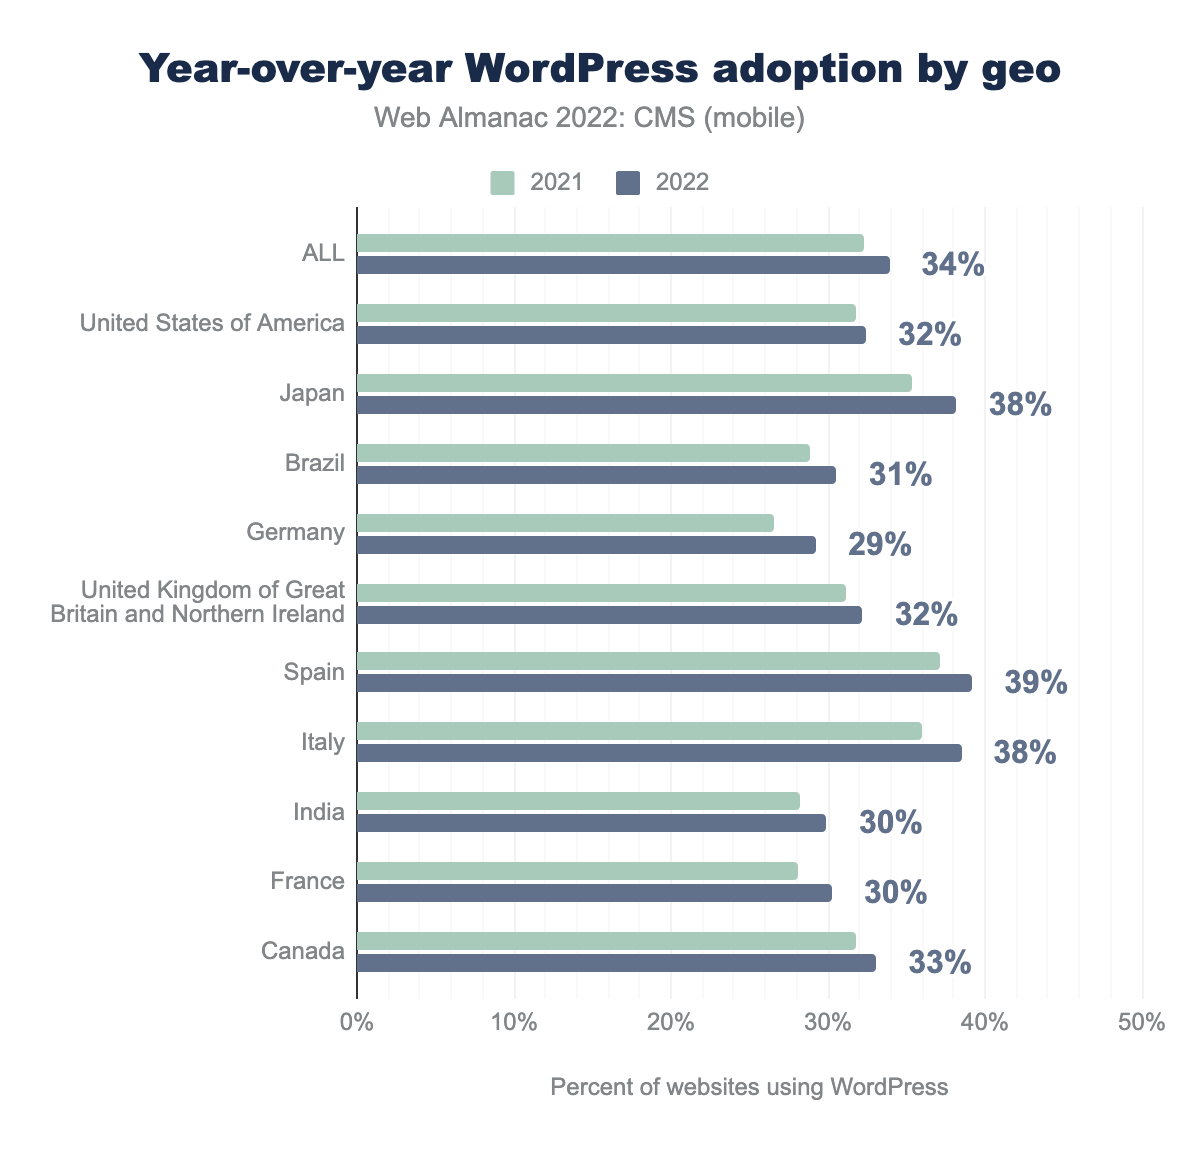 Year-over-year WordPress adoption by geo
Web Almanac 2022: CMS (mobile)
2021 2022
ALL 34%
United States of America 32%
Japan 38%
Brazil 31%
Germany 29%
United Kingdom of Great
Britain and Northern Ireland 32%
Spain 39%
Italy 38%
India 30%
France 30%
Canada 33%
0% 10% 20% 30% 40% 50%
Percent of websites using WordPress